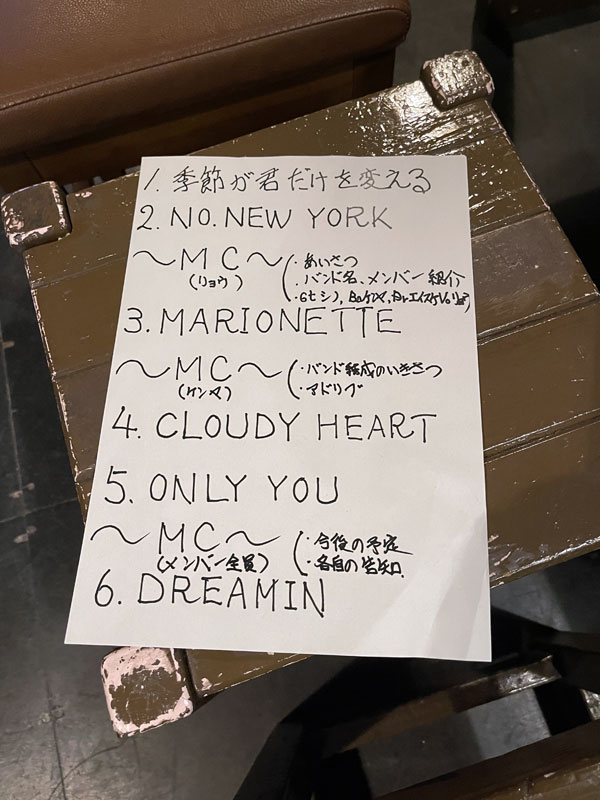 1. 季節が君だけを変える
2. NO. NEW YORK
～MC～
(リョウ)
・あいさつ
・バンド名、メンバー紹介
3. MARIONETTE
～MC～
(ケンマ)
・バンド結成のいきさつ
・アドリブ
4. CLOUDY HEART
5. ONLY YOU
～MC～
(メンバー全員)
・今後の予定
・各自の告知
6. DREAMIN